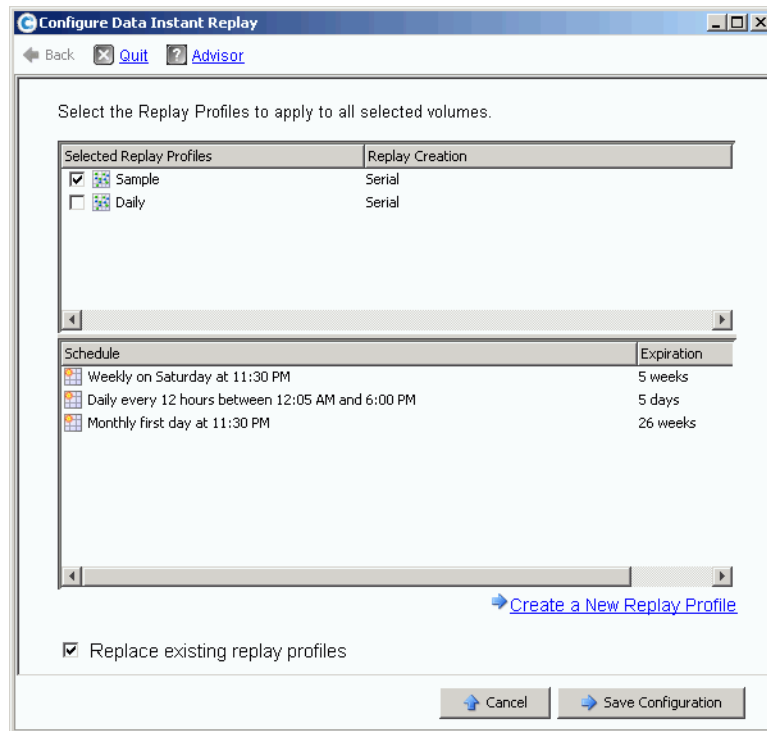 Configure Data Instant Replay
Back Quit ? Advisor
Select the Replay Profiles to apply to all selected volumes.
Selected Replay Profiles Replay Creation
Sample Serial
Daily Serial
Schedule Expiration
Weekly on Saturday at 11:30 PM 5 weeks
Daily every 12 hours between 12:05 AM and 6:00 PM 5 days
Monthly first day at 11:30 PM 26 weeks
Create a New Replay Profile
Replace existing replay profiles
Cancel Save Configuration